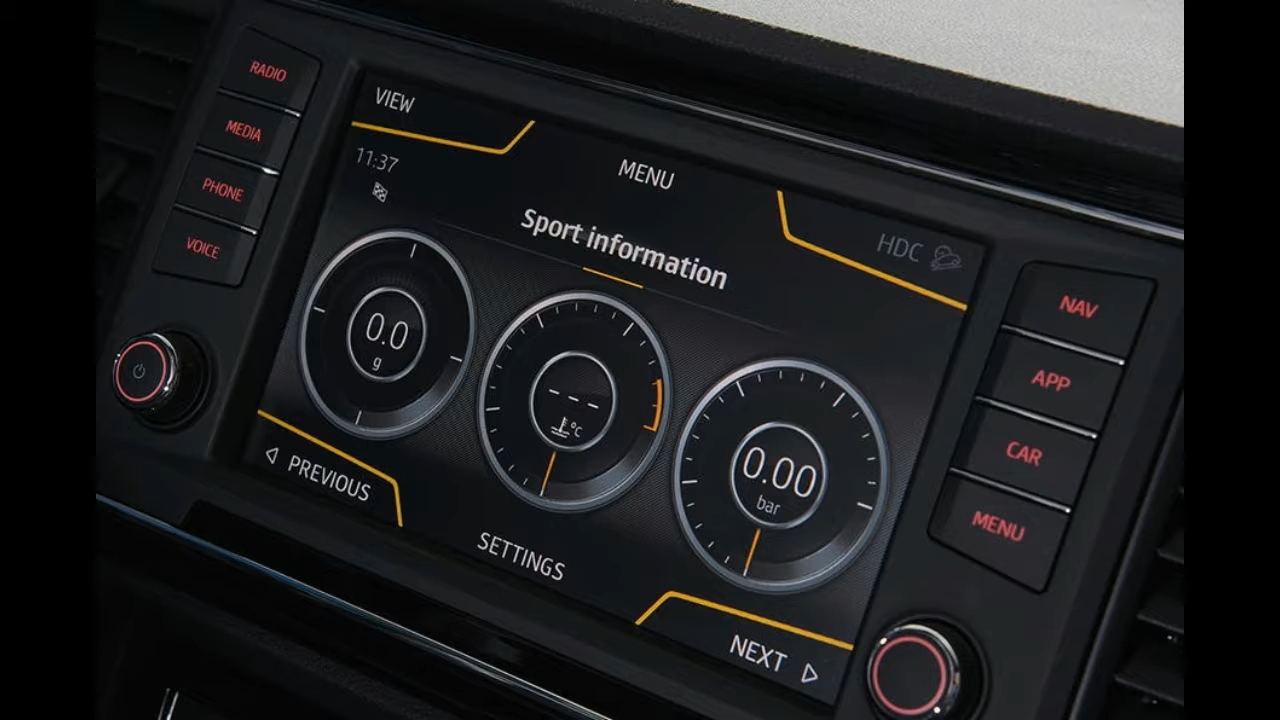 RADIO
MEDIA
PHONE
VOICE
VIEW
11:37
MENU
HDC
Sport information
0.0
g
---
°C
0.00
bar
PREVIOUS
SETTINGS
NEXT
NAV
APP
CAR
MENU